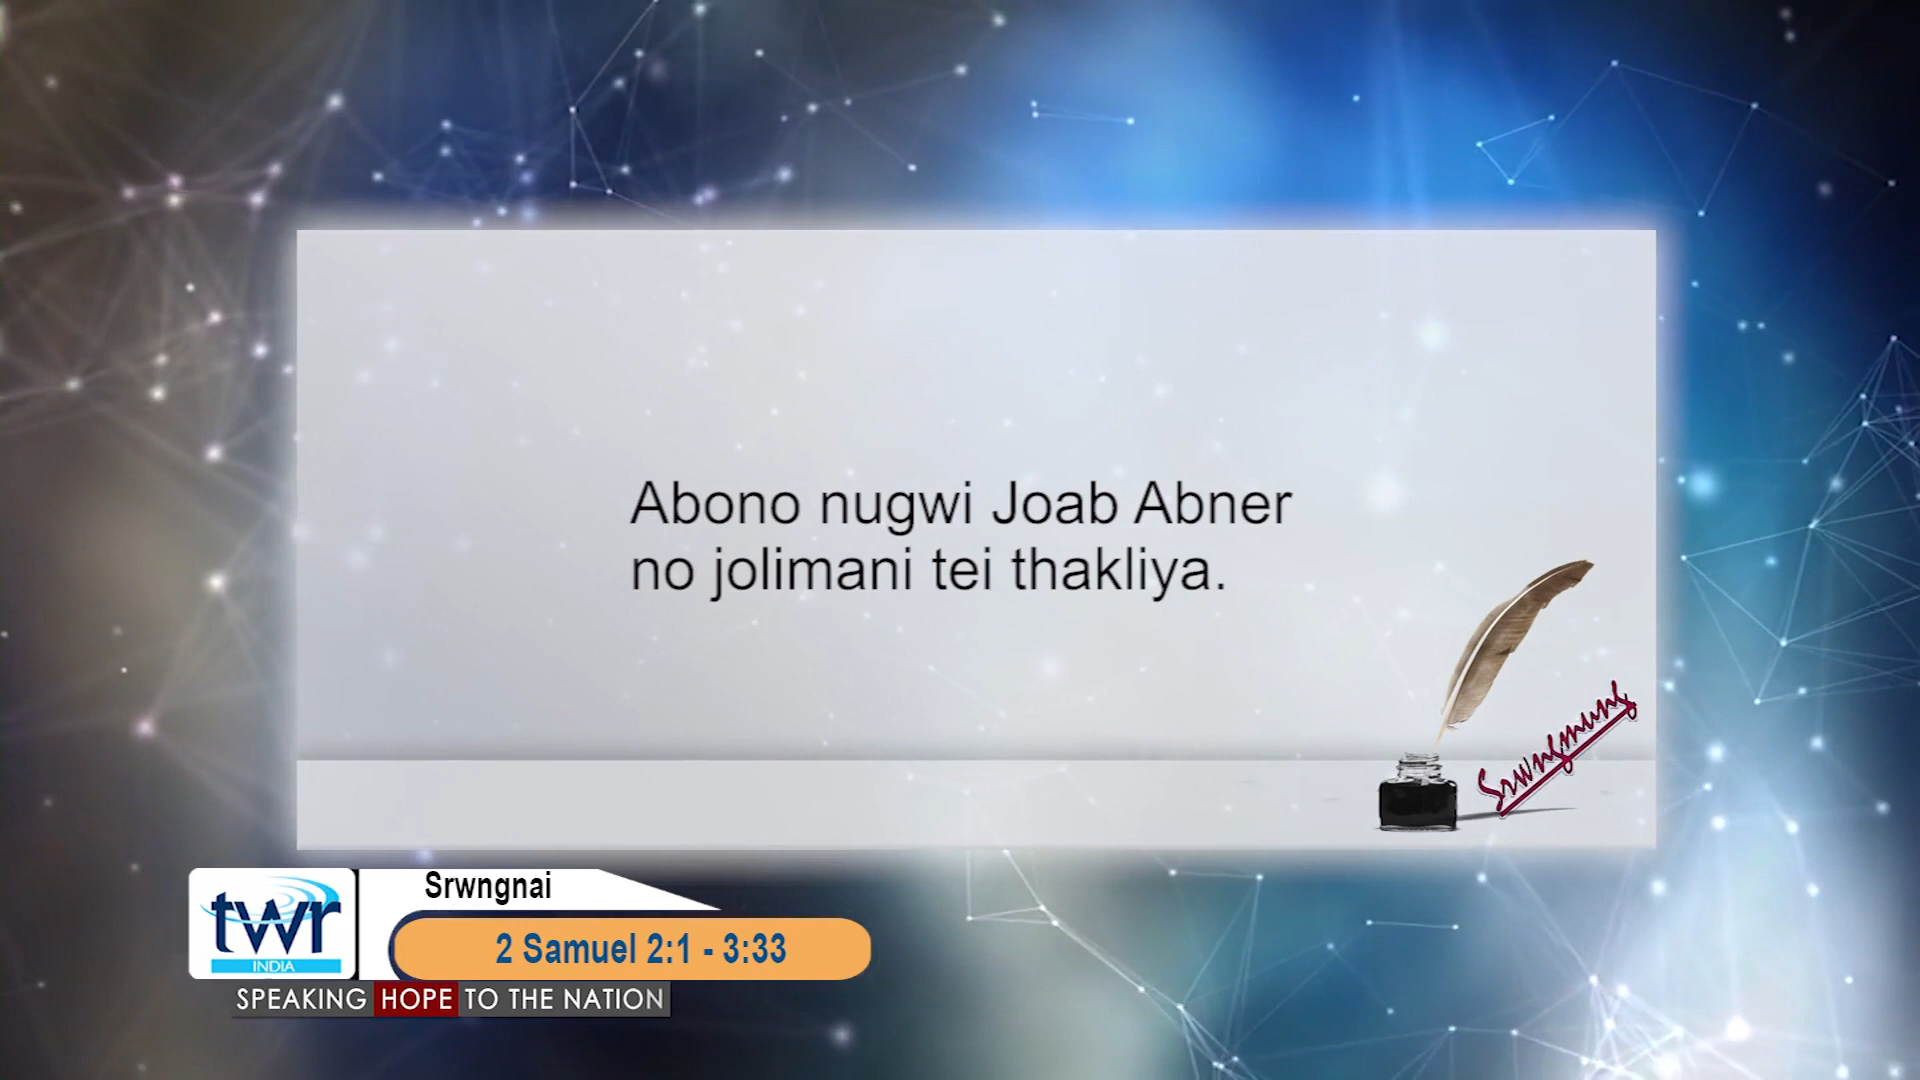 Abono nugwi Joab Abner
no jolimani tei thakliya.
Srwngmung
twr
INDIA
Srwngnai
2 Samuel 2:1 - 3:33
SPEAKING HOPE TO THE NATION